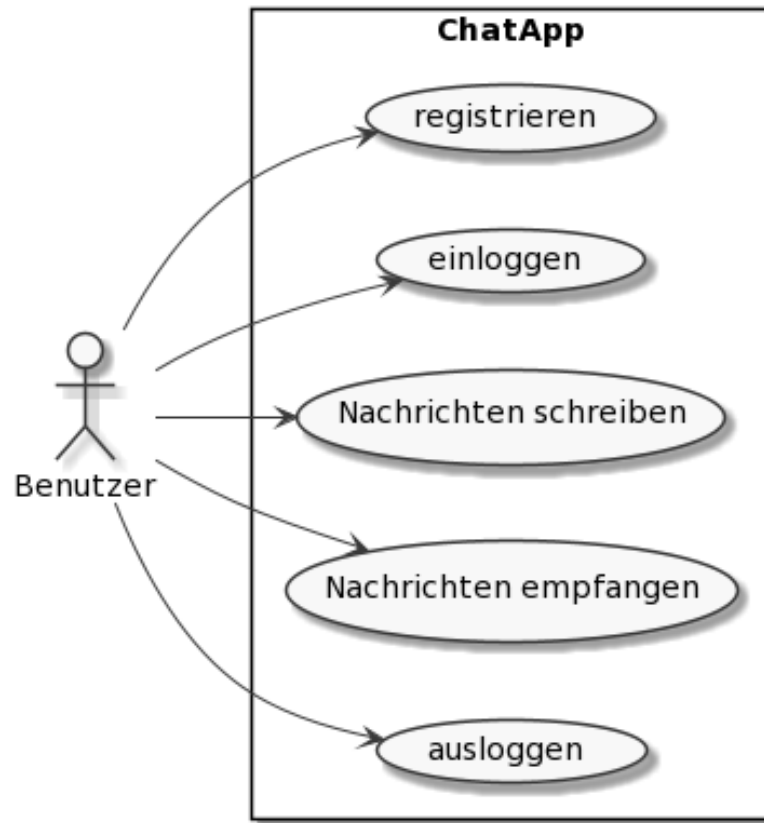 ChatApp
registrieren
einloggen
Nachrichten schreiben
Benutzer
Nachrichten empfangen
ausloggen